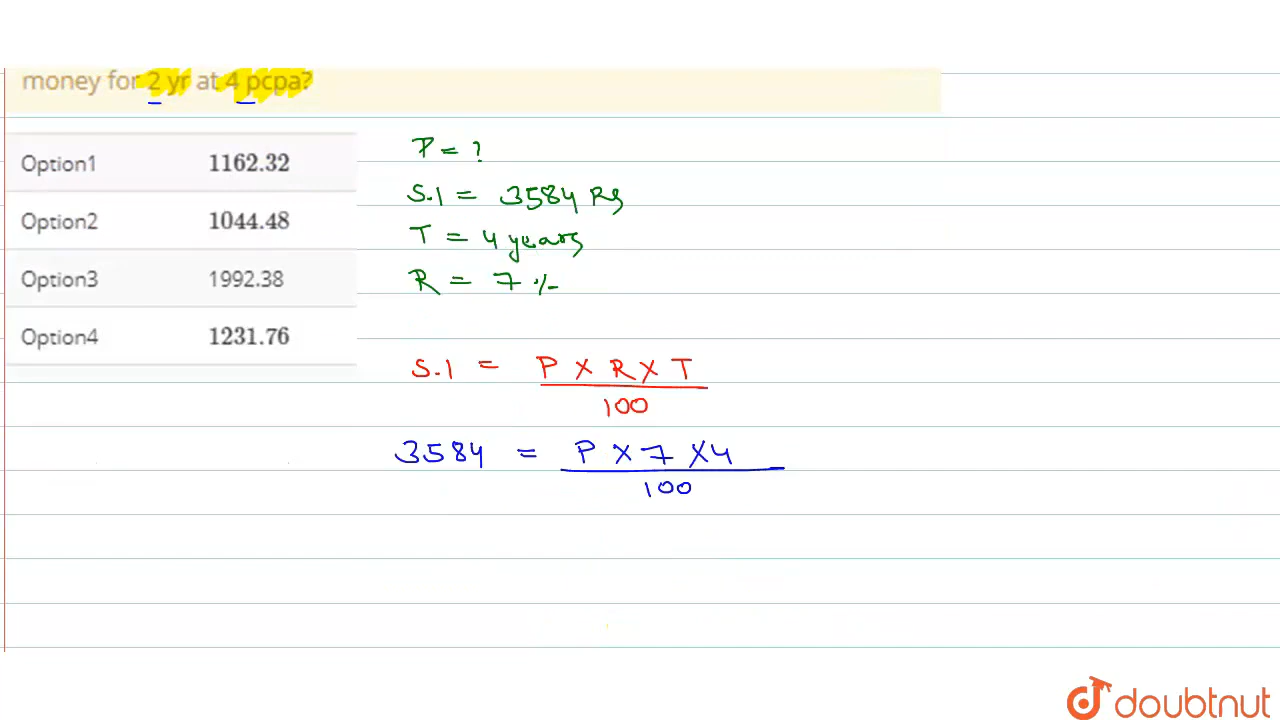 money for 2 yr at 4 pcpa?
Option1 1162.32
Option2 1044.48
Option3 1992.38
Option4 1231.76
P = ?
S.I = 3584 Rs
T = 4 years
R = 7 %
S.I = P X R X T
100
3584 = P X 7 X 4
100
doubtnut